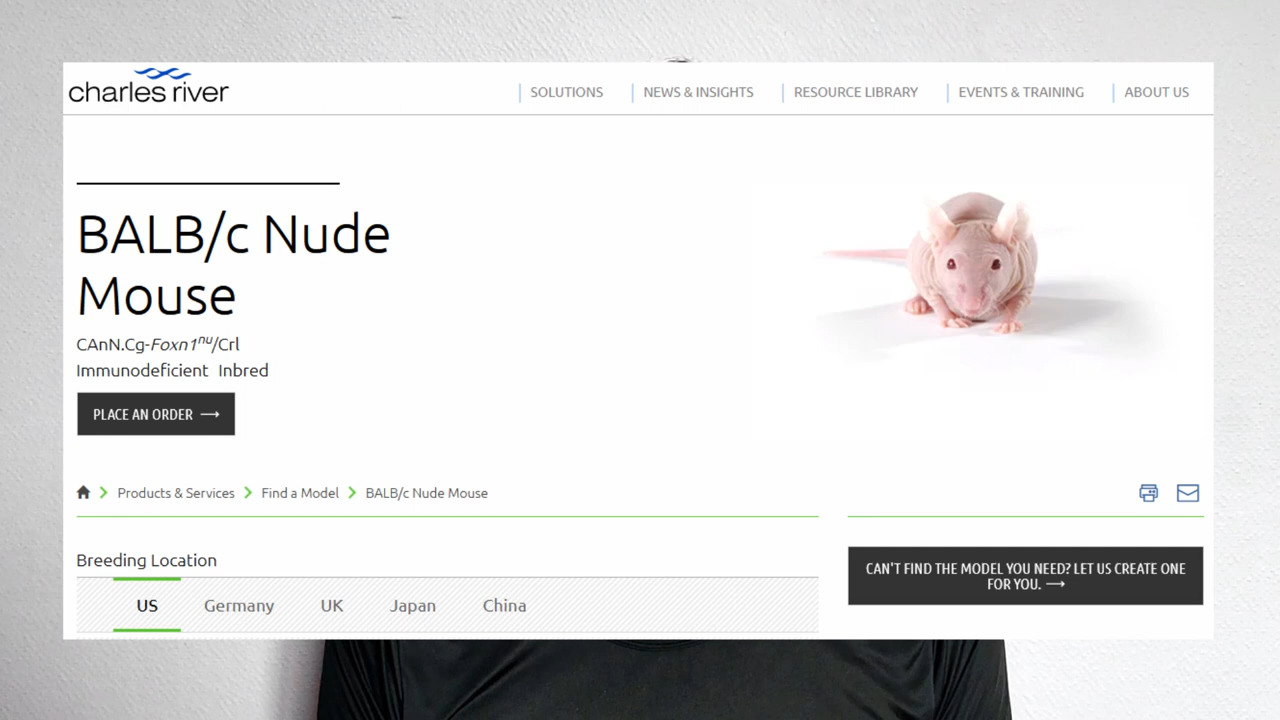 charles river
SOLUTIONS
NEWS & INSIGHTS
RESOURCE LIBRARY
EVENTS & TRAINING
ABOUT US
BALB/c Nude
Mouse
CAnN.Cg-Foxn1nu/Crl
Immunodeficient Inbred
PLACE AN ORDER →
Products & Services
Find a Model
BALB/c Nude Mouse
Breeding Location
US
Germany
UK
Japan
China
CAN'T FIND THE MODEL YOU NEED? LET US CREATE ONE
FOR YOU. →